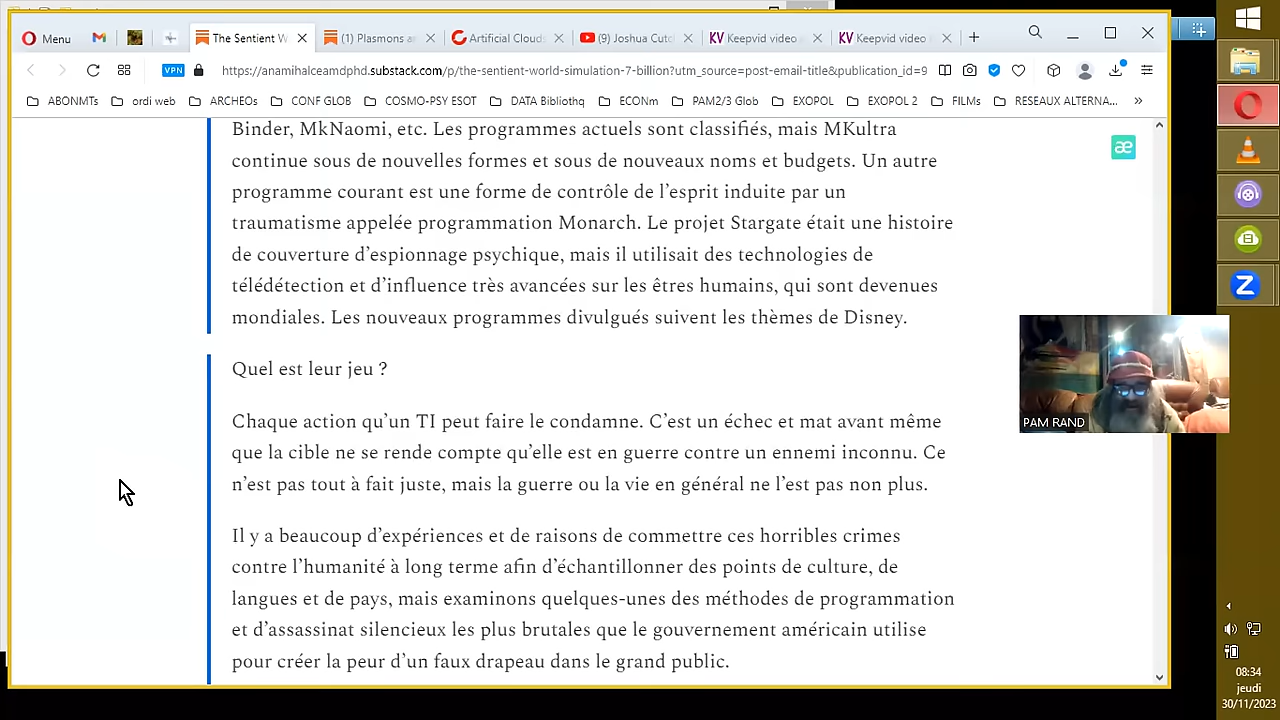 Menu
The Sentient W
(1) Plasmons a
Artificial Cloud
(9) Joshua Cutc
KV Keepvid video
KV Keepvid video
VPN
https://anamihalceamdphd.substack.com/p/the-sentient-world-simulation-7-billion?utm_source=post-email-title&publication_id=9
ABONMTs
ordi web
ARCHEOs
CONF GLOB
COSMO-PSY ESOT
DATA Bibliothq
ECONm
PAM2/3 Glob
EXOPOL
EXOPOL 2
FILMs
RESEAUX ALTERNA...
»
Binder, MkNaomi, etc. Les programmes actuels sont classifiés, mais MKultra
continue sous de nouvelles formes et sous de nouveaux noms et budgets. Un autre
programme courant est une forme de contrôle de l'esprit induite par un
traumatisme appelée programmation Monarch. Le projet Stargate était une histoire
de couverture d'espionnage psychique, mais il utilisait des technologies de
télédétection et d'influence très avancées sur les êtres humains, qui sont devenues
mondiales. Les nouveaux programmes divulgués suivent les thèmes de Disney.
æ
Quel est leur jeu ?
Chaque action qu'un TI peut faire le condamne. C'est un échec et mat avant même
que la cible ne se rende compte qu'elle est en guerre contre un ennemi inconnu. Ce
n'est pas tout à fait juste, mais la guerre ou la vie en général ne l'est pas non plus.
Il y a beaucoup d'expériences et de raisons de commettre ces horribles crimes
contre l'humanité à long terme afin d'échantillonner des points de culture, de
langues et de pays, mais examinons quelques-unes des méthodes de programmation
et d'assassinat silencieux les plus brutales que le gouvernement américain utilise
pour créer la peur d'un faux drapeau dans le grand public.
PAM RAND
Z
08:34
jeudi
30/11/2023